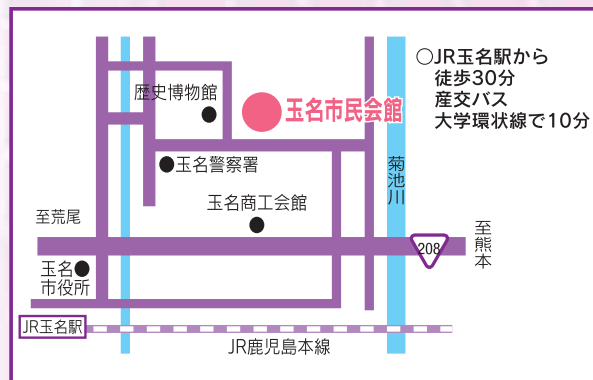 ○JR玉名駅から
徒歩30分
産交バス
大学環状線で10分
歴史博物館
玉名市民会館
玉名警察署
菊池川
玉名商工会館
至荒尾
208
至熊本
玉名
市役所
JR玉名駅
JR鹿児島本線